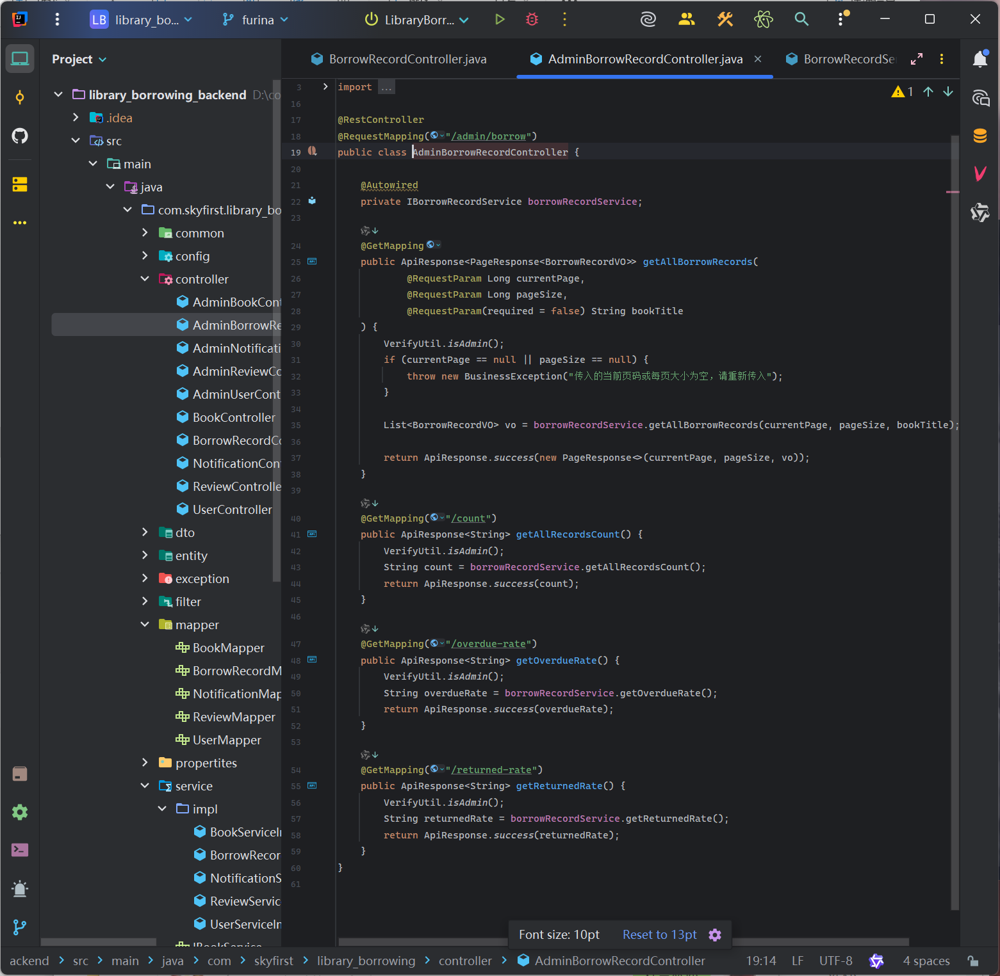 LB library_bo... furina LibraryBorr...
Project
library_borrowing_backend D:\co
.idea
src
main
java
com.skyfirst.library_bo
common
config
controller
AdminBookCont
AdminBorrowRe
AdminNotificati
AdminReviewCo
AdminUserCont
BookController
BorrowRecordCo
NotificationCon
ReviewControlle
UserController
dto
entity
exception
filter
mapper
BookMapper
BorrowRecordM
NotificationMap
ReviewMapper
UserMapper
propertites
service
impl
BookServiceIm
BorrowRecor
NotificationS
ReviewServic
UserServiceIm
IBookService
BorrowRecordController.java AdminBorrowRecordController.java BorrowRecordSe
1
3 import ...
16
17 @RestController
18 @RequestMapping("/admin/borrow")
19 public class AdminBorrowRecordController {
20
21 @Autowired
22 private IBorrowRecordService borrowRecordService;
23
24 @GetMapping
25 public ApiResponse<PageResponse<BorrowRecordVO>> getAllBorrowRecords(
26 @RequestParam Long currentPage,
27 @RequestParam Long pageSize,
28 @RequestParam(required = false) String bookTitle
29 ) {
30 VerifyUtil.isAdmin();
31 if (currentPage == null || pageSize == null) {
32 throw new BusinessException("传入的当前页码或每页大小为空，请重新传入");
33 }
34
35 List<BorrowRecordVO> vo = borrowRecordService.getAllBorrowRecords(currentPage, pageSize, bookTitle);
36
37 return ApiResponse.success(new PageResponse<>(currentPage, pageSize, vo));
38 }
39
40 @GetMapping("/count")
41 public ApiResponse<String> getAllRecordsCount() {
42 VerifyUtil.isAdmin();
43 String count = borrowRecordService.getAllRecordsCount();
44 return ApiResponse.success(count);
45 }
46
47 @GetMapping("/overdue-rate")
48 public ApiResponse<String> getOverdueRate() {
49 VerifyUtil.isAdmin();
50 String overdueRate = borrowRecordService.getOverdueRate();
51 return ApiResponse.success(overdueRate);
52 }
53
54 @GetMapping("/returned-rate")
55 public ApiResponse<String> getReturnedRate() {
56 VerifyUtil.isAdmin();
57 String returnedRate = borrowRecordService.getReturnedRate();
58 return ApiResponse.success(returnedRate);
59 }
60 }
61
Font size: 10pt Reset to 13pt
ackend > src > main > java > com > skyfirst > library_borrowing > controller > AdminBorrowRecordController 19:14 LF UTF-8 4 spaces